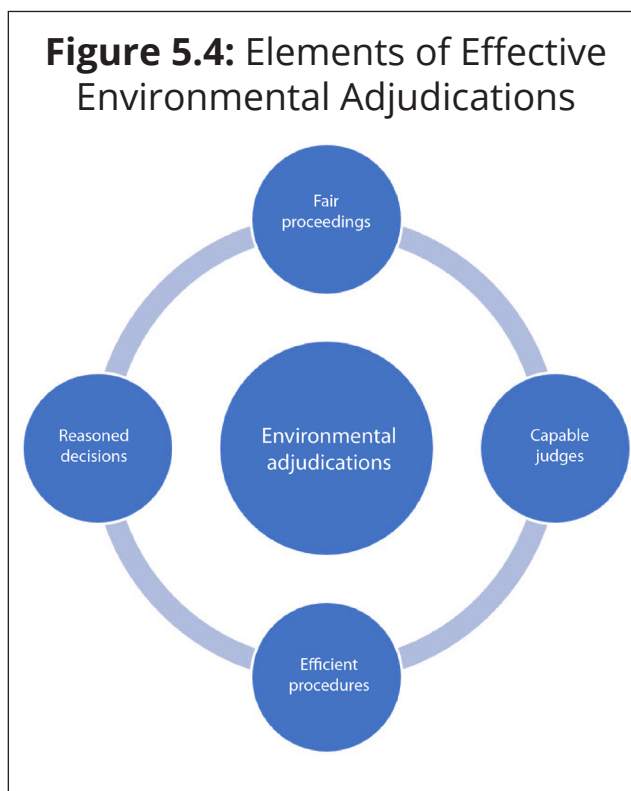 Figure 5.4: Elements of Effective
Environmental Adjudications
Fair
proceedings
Reasoned
decisions
Environmental
adjudications
Capable
judges
Efficient
procedures